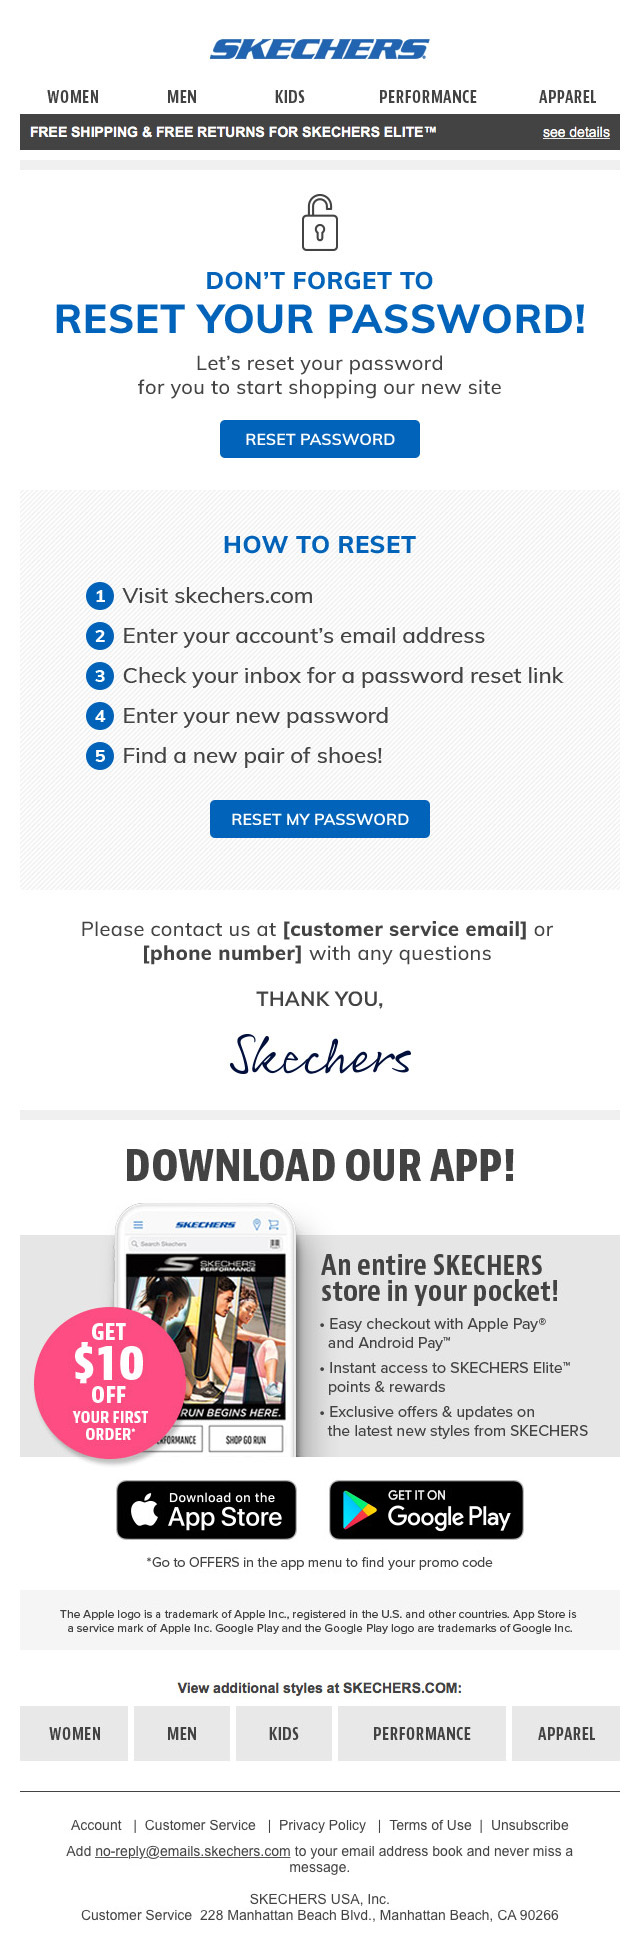 SKECHERS
WOMEN MEN KIDS PERFORMANCE APPAREL
FREE SHIPPING & FREE RETURNS FOR SKECHERS ELITE™ see details
DON'T FORGET TO
RESET YOUR PASSWORD!
Let's reset your password
for you to start shopping our new site
RESET PASSWORD
HOW TO RESET
1 Visit skechers.com
2 Enter your account's email address
3 Check your inbox for a password reset link
4 Enter your new password
5 Find a new pair of shoes!
RESET MY PASSWORD
Please contact us at [customer service email] or
[phone number] with any questions
THANK YOU,
Skechers
DOWNLOAD OUR APP!
SKECHERS
Search Skechers
SKECHERS
PERFORMANCE
RUN BEGINS HERE.
RFORMANCE SHOP GO RUN
GET
$10
OFF
YOUR FIRST
ORDER*
An entire SKECHERS
store in your pocket!
• Easy checkout with Apple Pay®
and Android Pay™
• Instant access to SKECHERS Elite™
points & rewards
• Exclusive offers & updates on
the latest new styles from SKECHERS
Download on the
App Store
GET IT ON
Google Play
*Go to OFFERS in the app menu to find your promo code
The Apple logo is a trademark of Apple Inc., registered in the U.S. and other countries. App Store is
a service mark of Apple Inc. Google Play and the Google Play logo are trademarks of Google Inc.
View additional styles at SKECHERS.COM:
WOMEN MEN KIDS PERFORMANCE APPAREL
Account | Customer Service | Privacy Policy | Terms of Use | Unsubscribe
Add no-reply@emails.skechers.com to your email address book and never miss a
message.
SKECHERS USA, Inc.
Customer Service 228 Manhattan Beach Blvd., Manhattan Beach, CA 90266